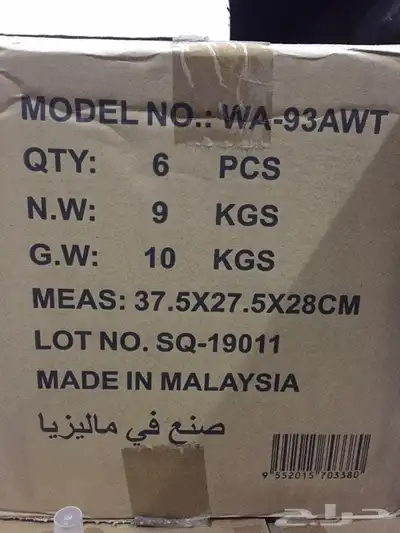 MODEL NO.: WA-93AWT
QTY: 6 PCS
N.W: 9 KGS
G.W: 10 KGS
MEAS: 37.5X27.5X28CM
LOT NO. SQ-19011
MADE IN MALAYSIA
صنع في ماليزيا
9 552015 703380
حراج